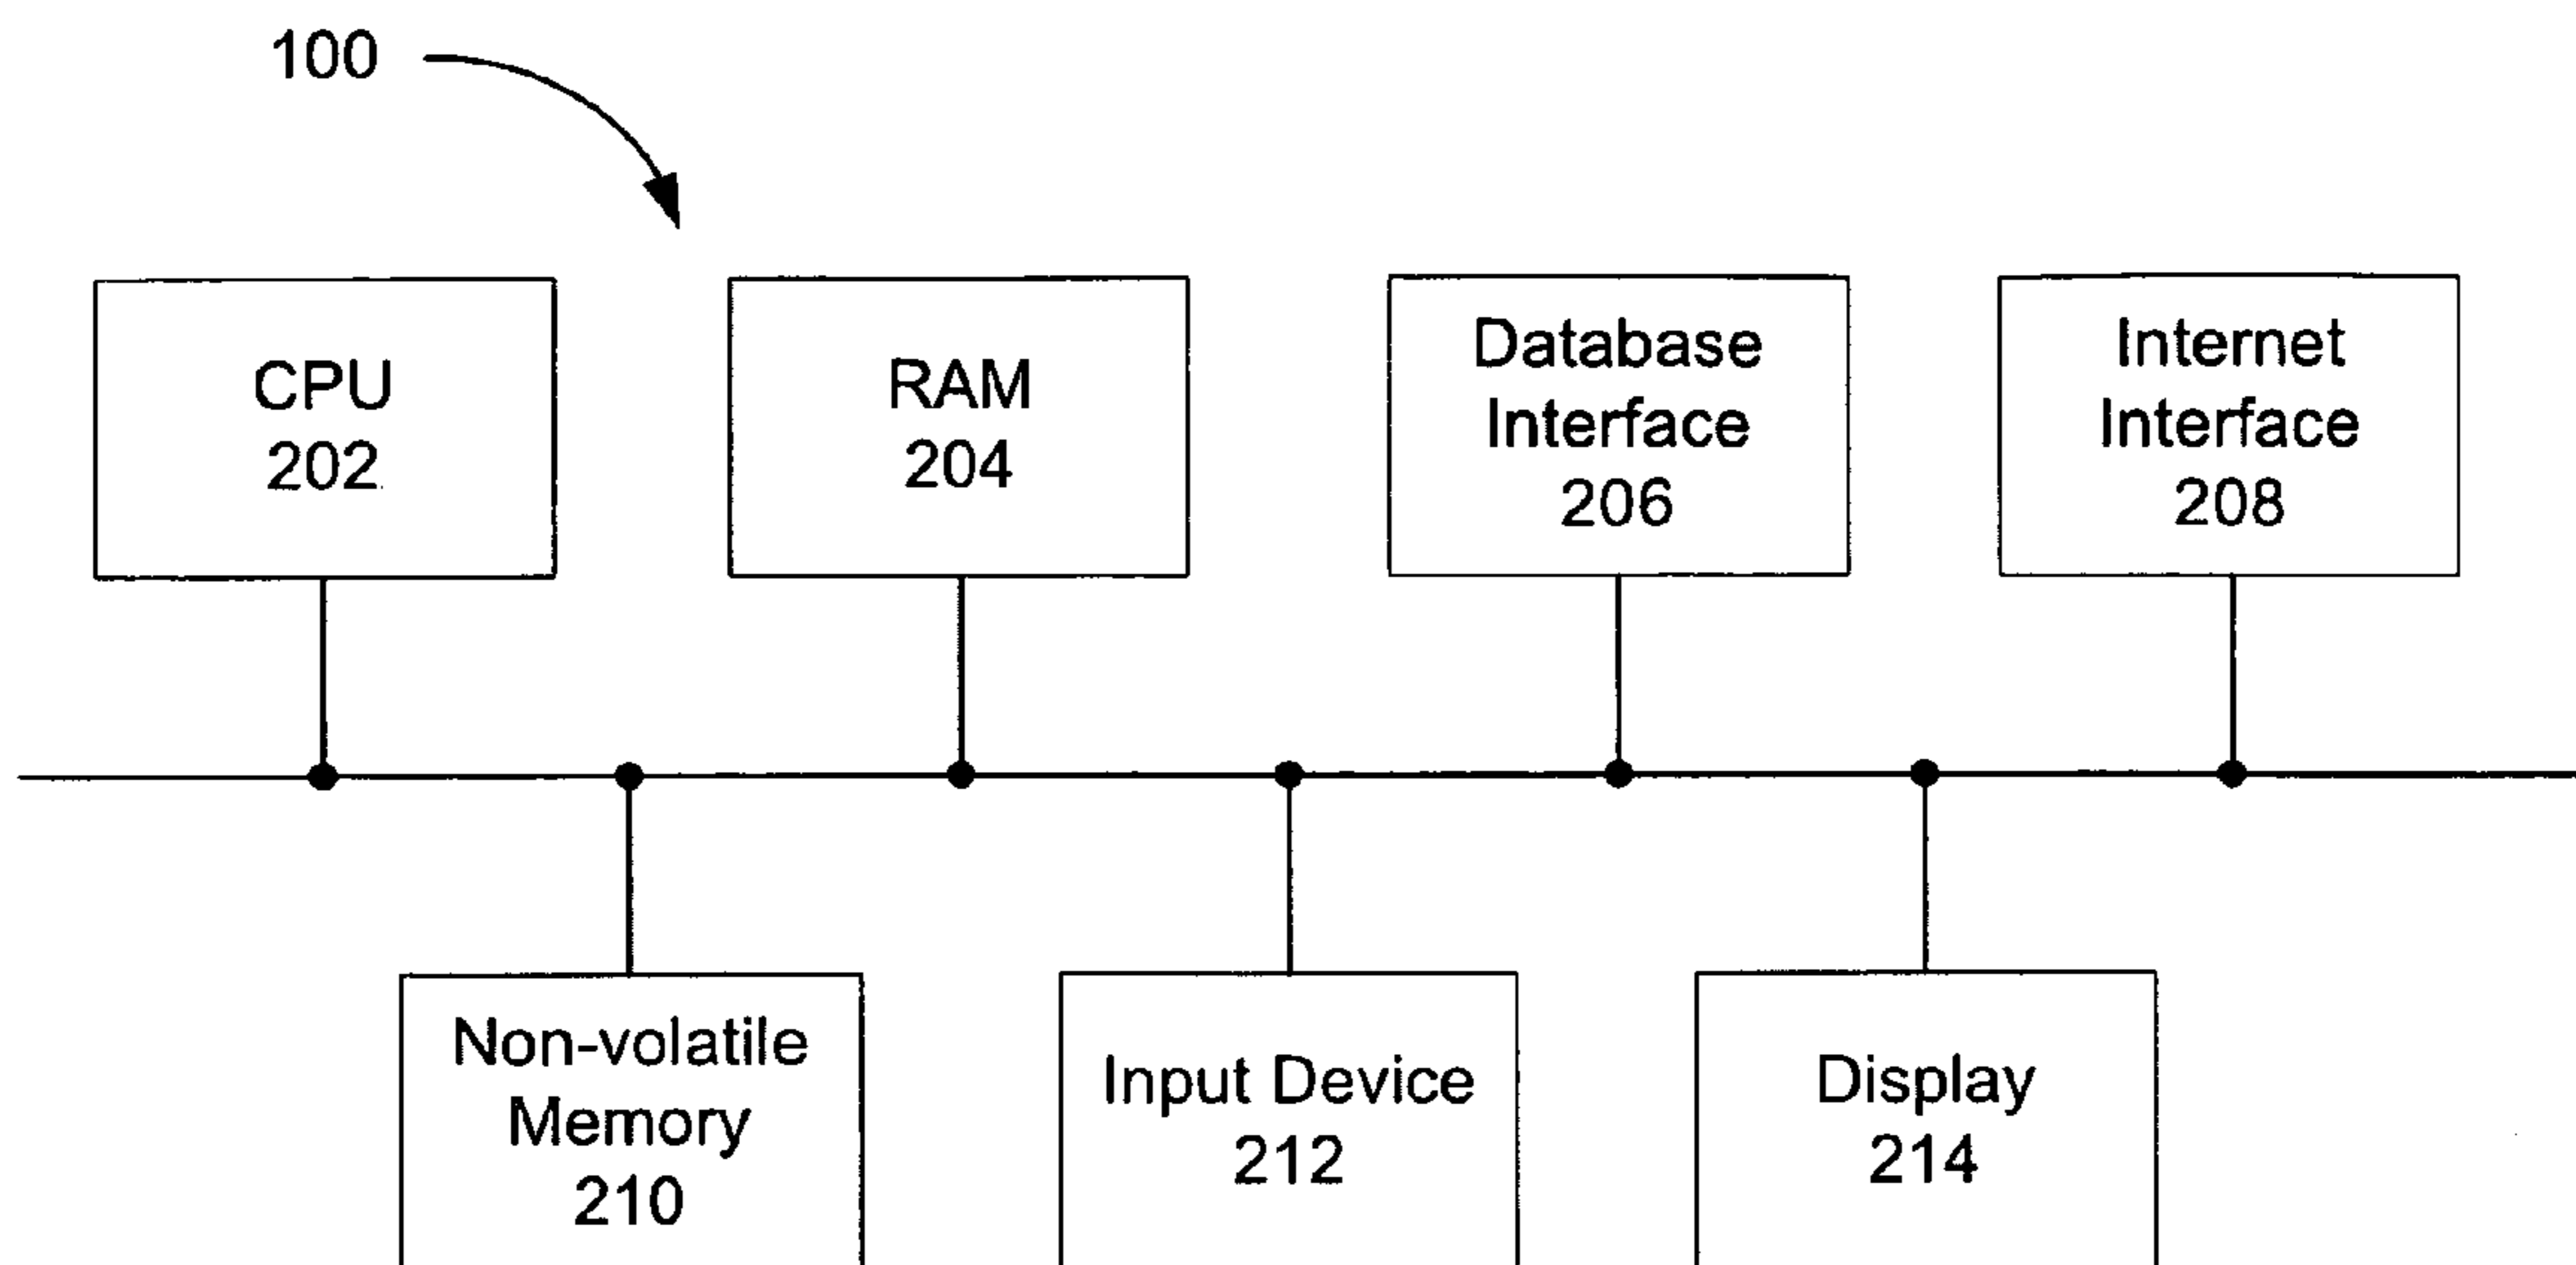 100
CPU
202
RAM
204
Database
Interface
206
Internet
Interface
208
Non-volatile
Memory
210
Input Device
212
Display
214